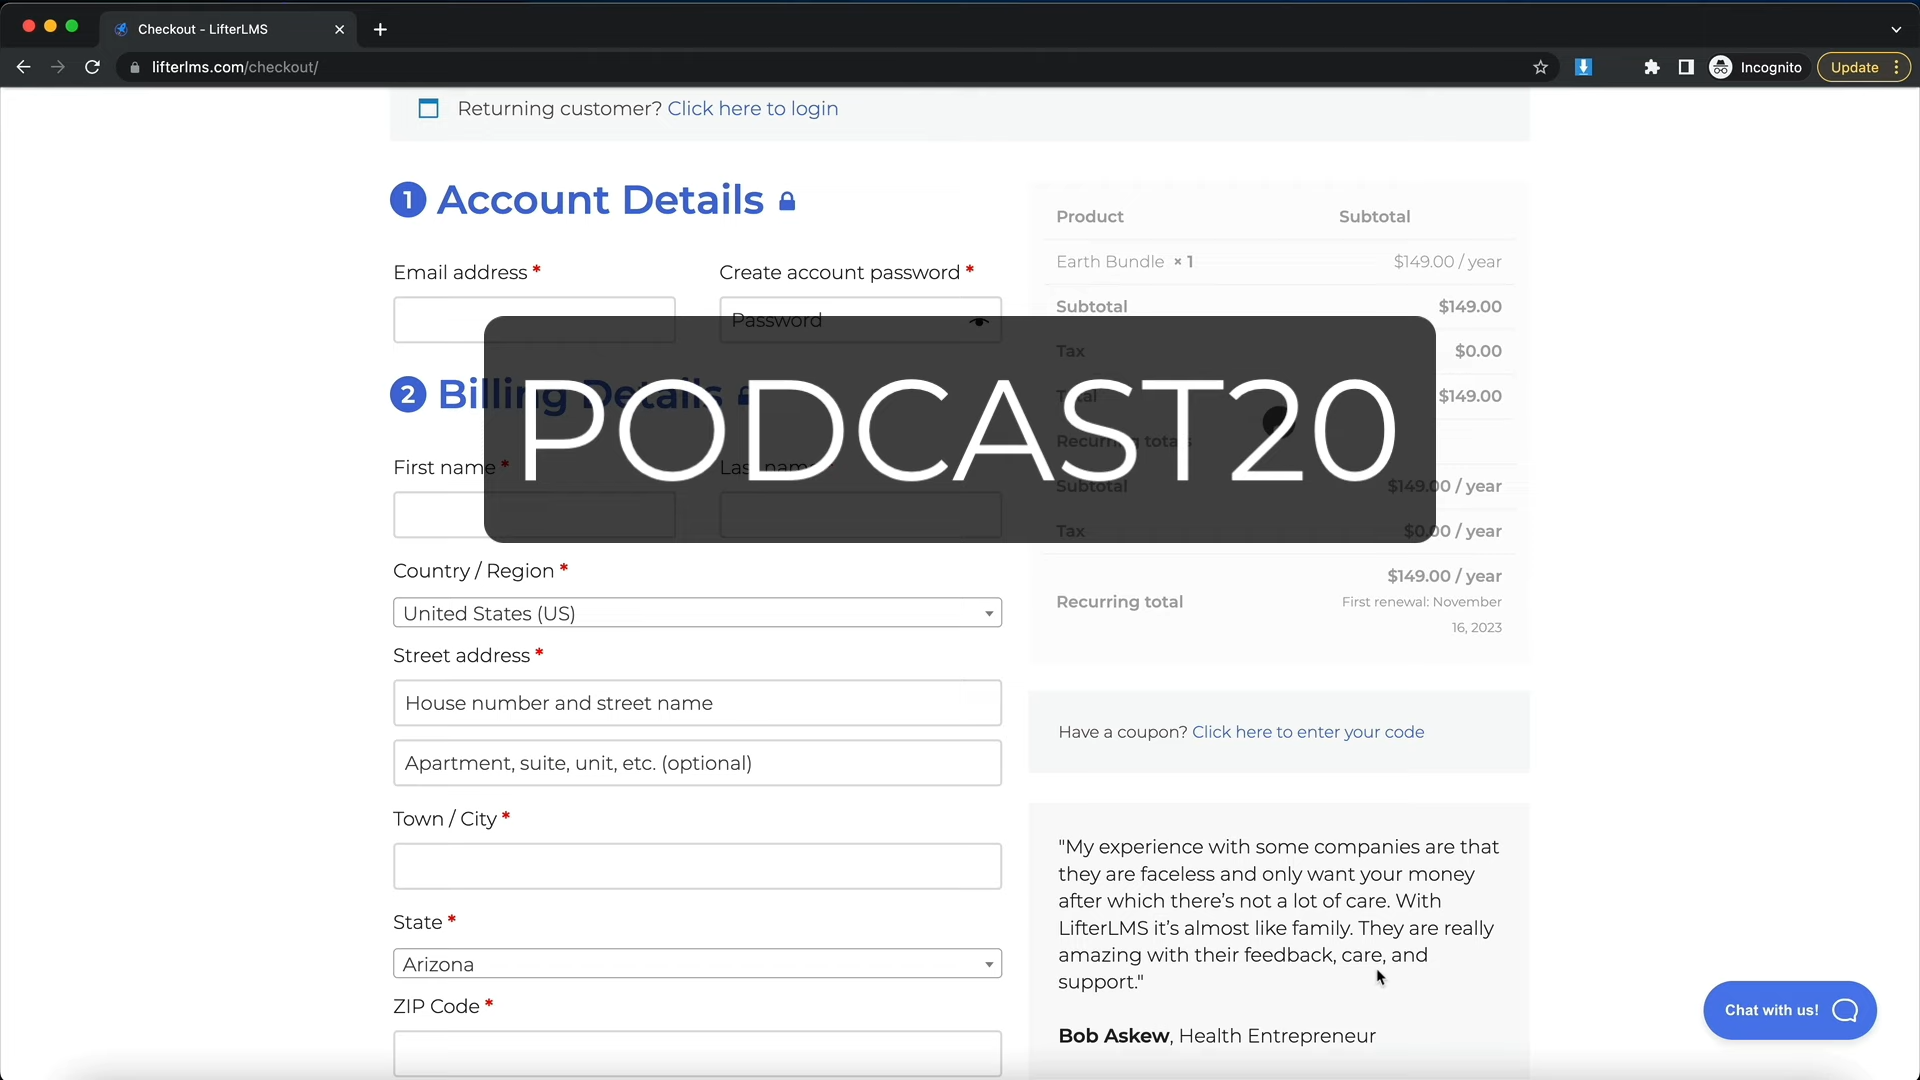 Checkout - LifterLMS
lifterlms.com/checkout/
Incognito
Update
Returning customer? Click here to login
1 Account Details
Email address *
Create account password *
Password
2 Billing Details
First name *
Last name
Country / Region *
United States (US)
Street address *
House number and street name
Apartment, suite, unit, etc. (optional)
Town / City *
State *
Arizona
ZIP Code *
PODCAST20
Product Subtotal
Earth Bundle × 1 $149.00 / year
Subtotal $149.00
Tax $0.00
Total $149.00
Recurring totals
Subtotal $149.00 / year
Tax $0.00 / year
Recurring total $149.00 / year
First renewal: November
16, 2023
Have a coupon? Click here to enter your code
"My experience with some companies are that
they are faceless and only want your money
after which there's not a lot of care. With
LifterLMS it's almost like family. They are really
amazing with their feedback, care, and
support."
Bob Askew, Health Entrepreneur
Chat with us!